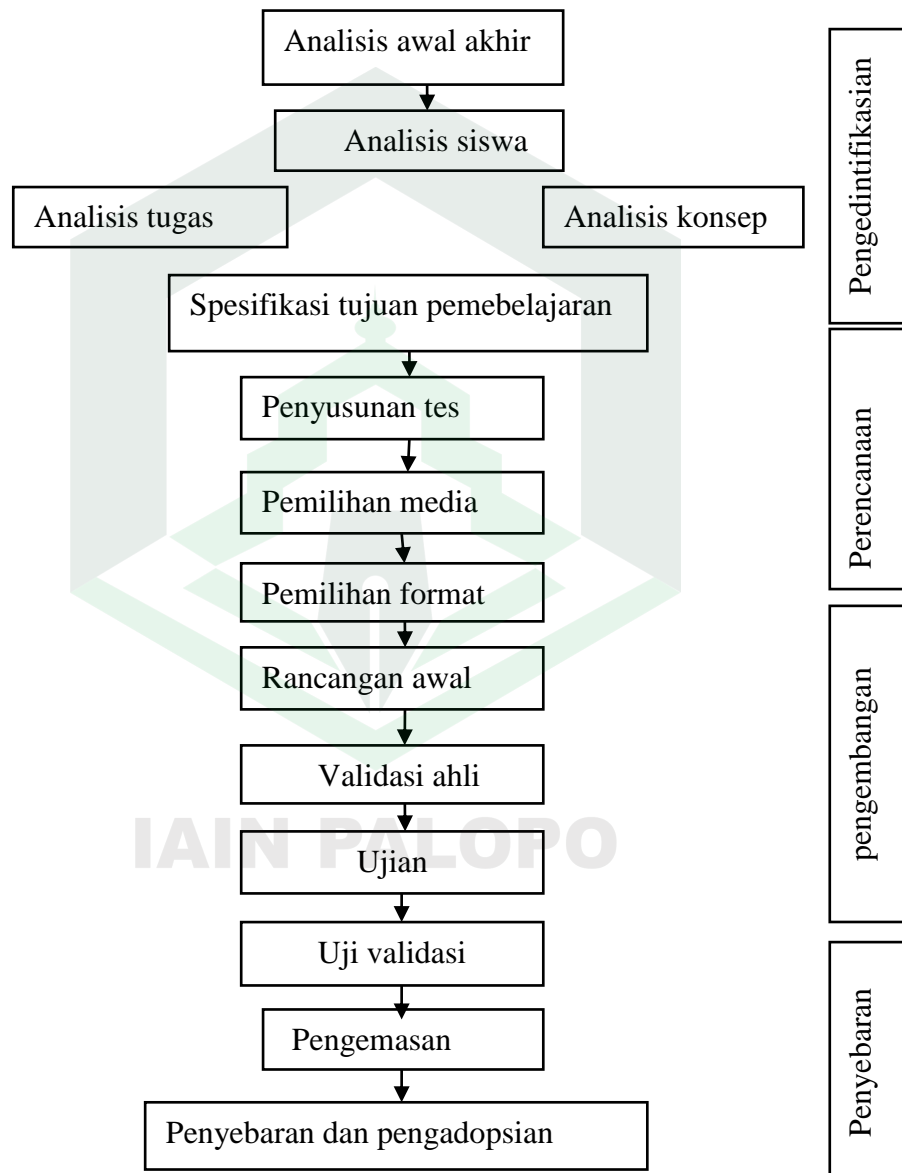 Analisis awal akhir
Analisis siswa
Analisis tugas
Analisis konsep
Spesifikasi tujuan pemebelajaran
Penyusunan tes
Pemilihan media
Pemilihan format
Rancangan awal
Validasi ahli
IAIN PALOPO
Ujian
Uji validasi
Pengemasan
Penyebaran dan pengadopsian
Pengedintifikasian
Perencanaan
pengembangan
Penyebaran